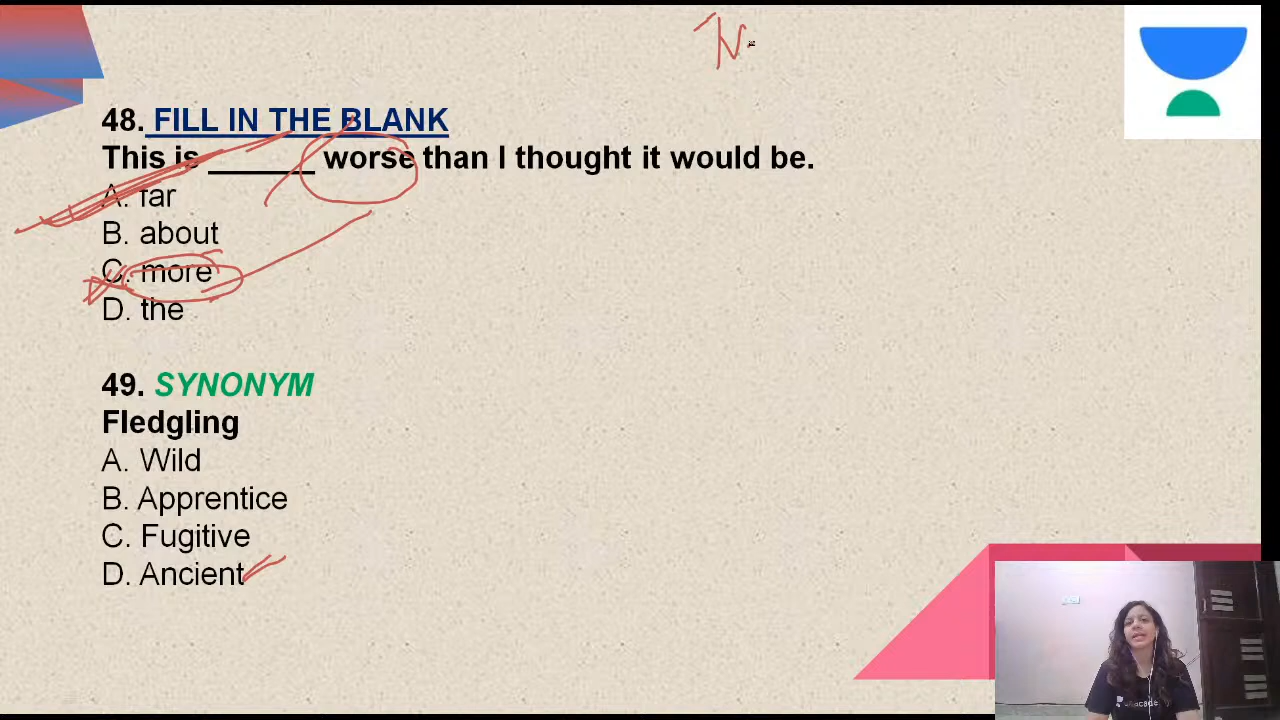 48. FILL IN THE BLANK
This is ______ worse than I thought it would be.
A. far
B. about
C. more
D. the
49. SYNONYM
Fledgling
A. Wild
B. Apprentice
C. Fugitive
D. Ancient